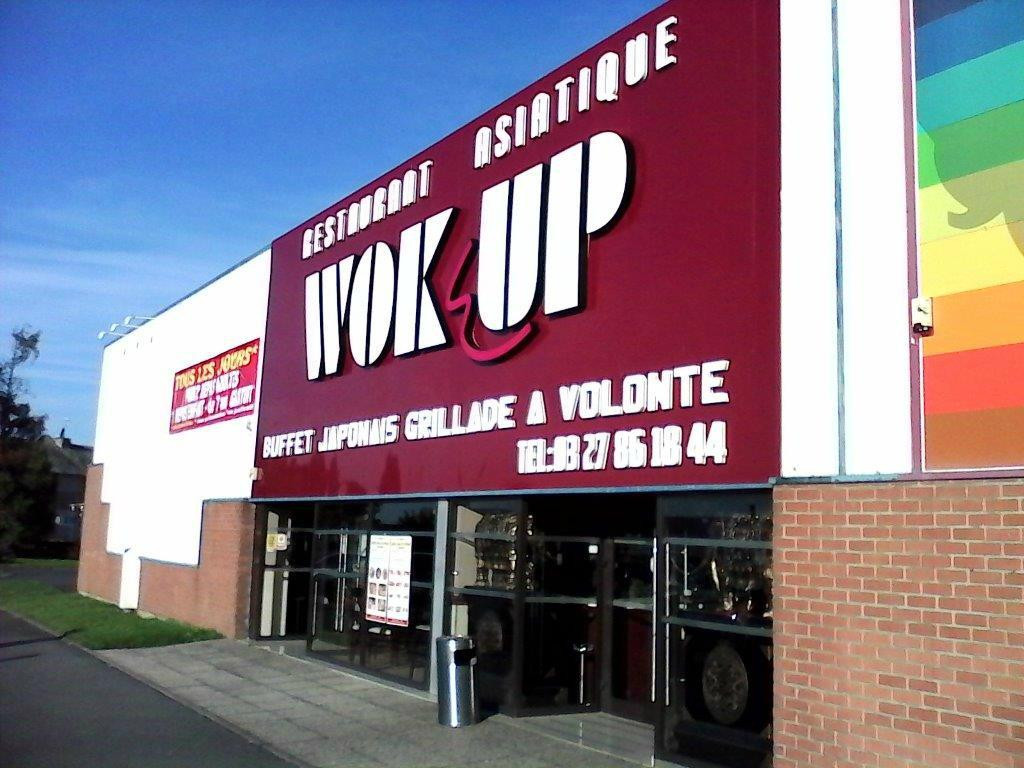 RESTAURANT ASIATIQUE
WOK UP
BUFFET JAPONAIS GRILLADE A VOLONTE
TEL:03 27 86 18 44
TOUS LES JOURS*